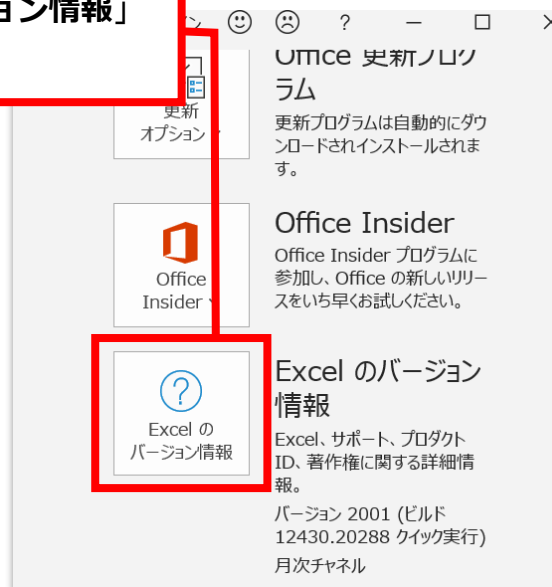 ョン情報」
イン
?
Office 更新プログ
ラム
更新プログラムは自動的にダウ
ンロードされインストールされま
す。
更新
オプション
Office Insider
Office Insider プログラムに
参加し、Office の新しいリリー
スをいち早くお試しください。
Office
Insider
Excel のバージョン
情報
Excel、サポート、プロダクト
ID、著作権に関する詳細情
報。
バージョン 2001 (ビルド
12430.20288 クイック実行)
月次チャネル
?
Excel の
バージョン情報